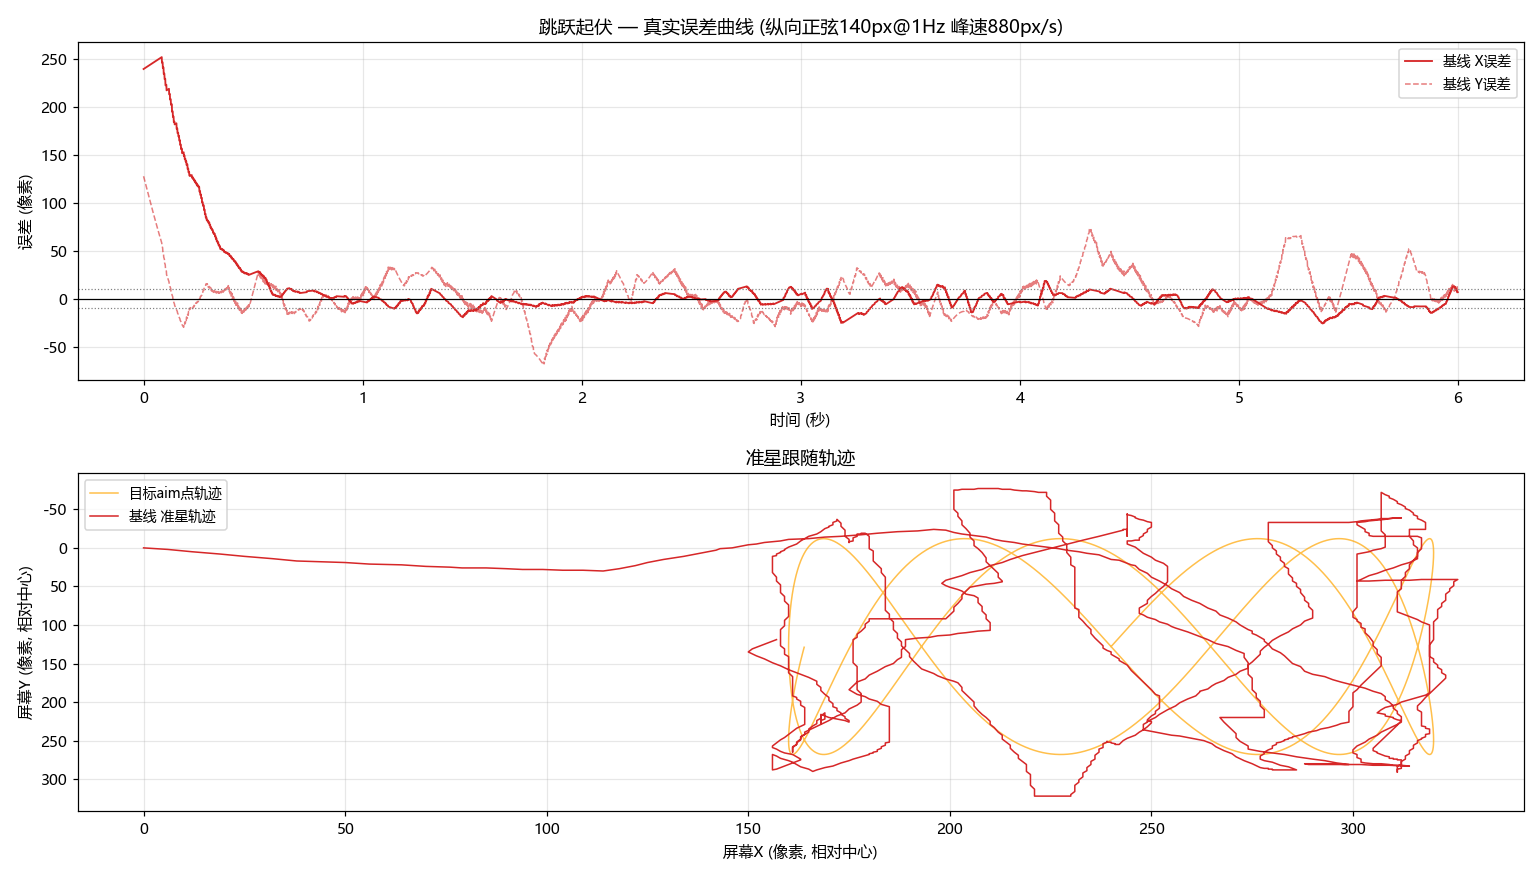 跳跃起伏 — 真实误差曲线 (纵向正弦140px@1Hz 峰速880px/s)
误差 (像素)
250
200
150
100
50
0
-50
基线 X误差
基线 Y误差
0 1 2 3 4 5 6
时间 (秒)
准星跟随轨迹
屏幕Y (像素, 相对中心)
-50
0
50
100
150
200
250
300
目标aim点轨迹
基线 准星轨迹
0 50 100 150 200 250 300
屏幕X (像素, 相对中心)